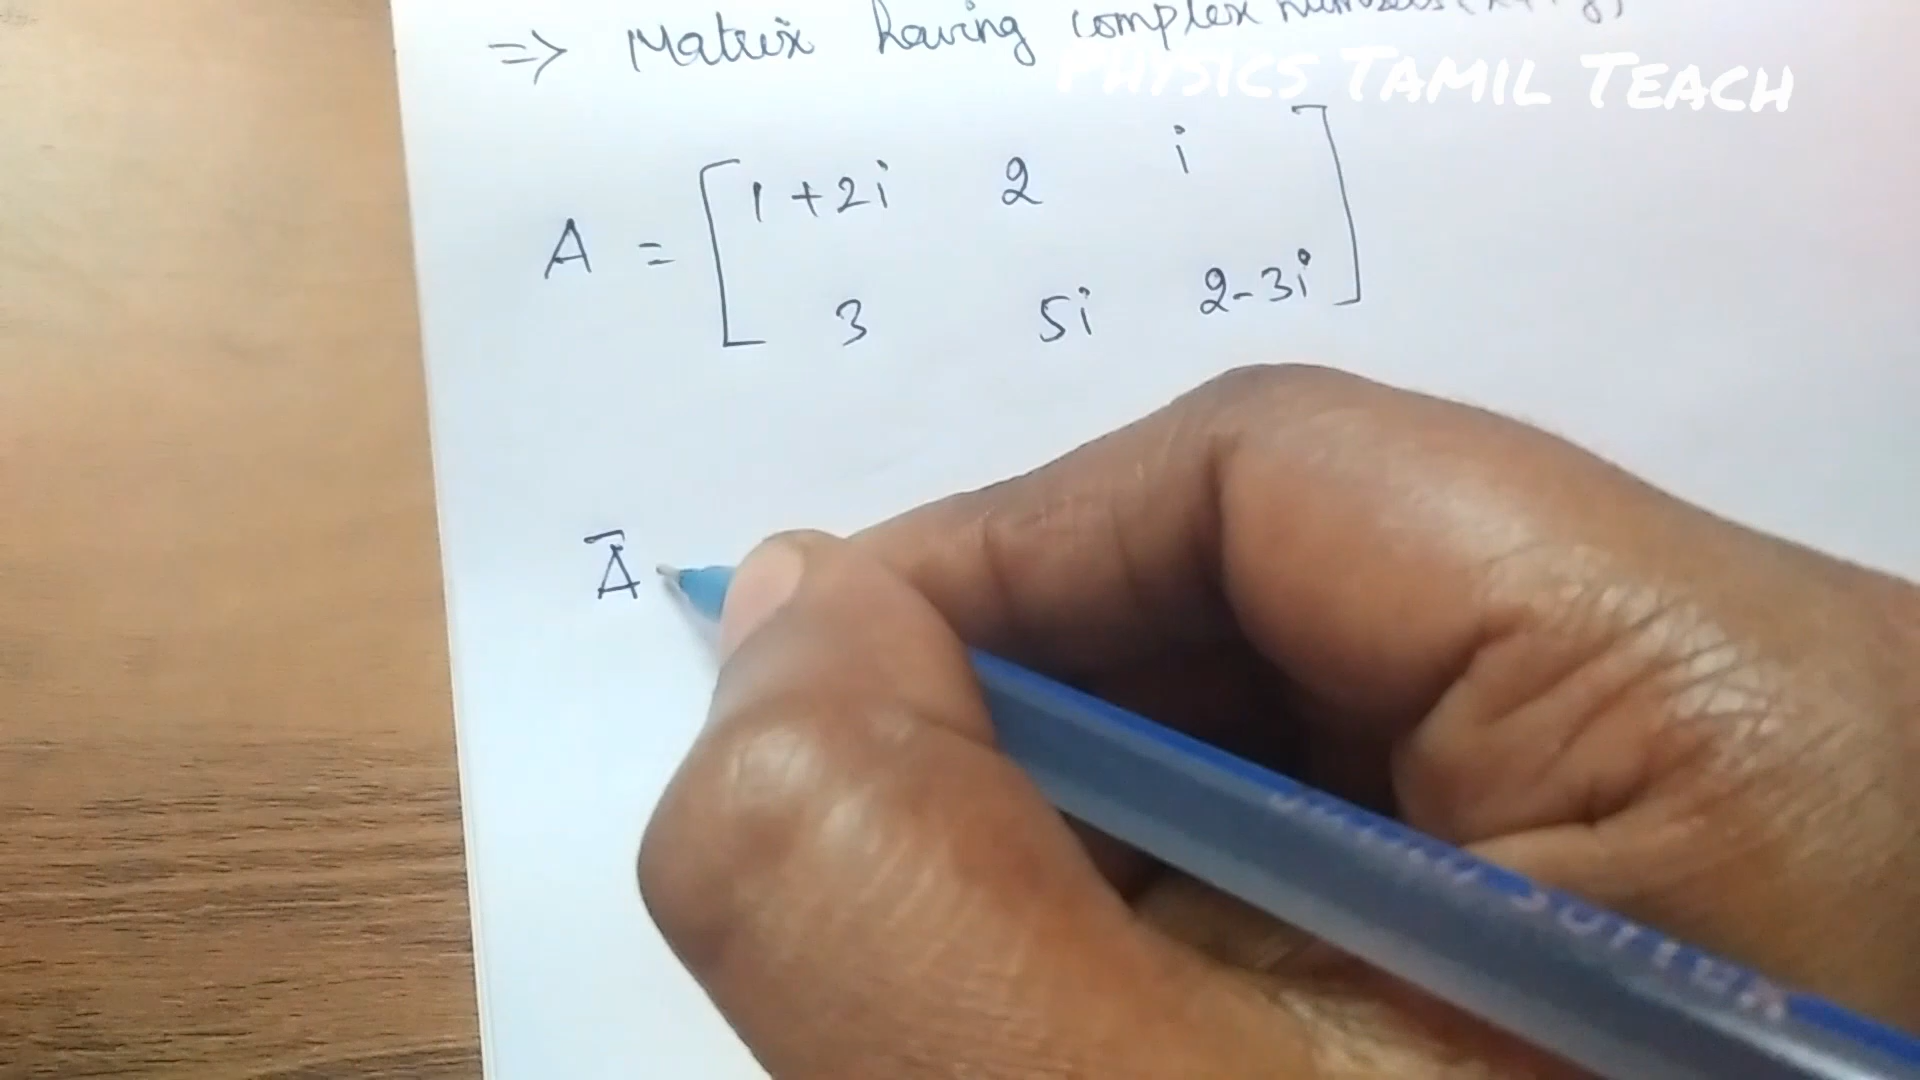 => Matrix having complex
Physics Tamil Teach
A = [ 1+2i 2 i
3 5i 2-3i ]
Ā